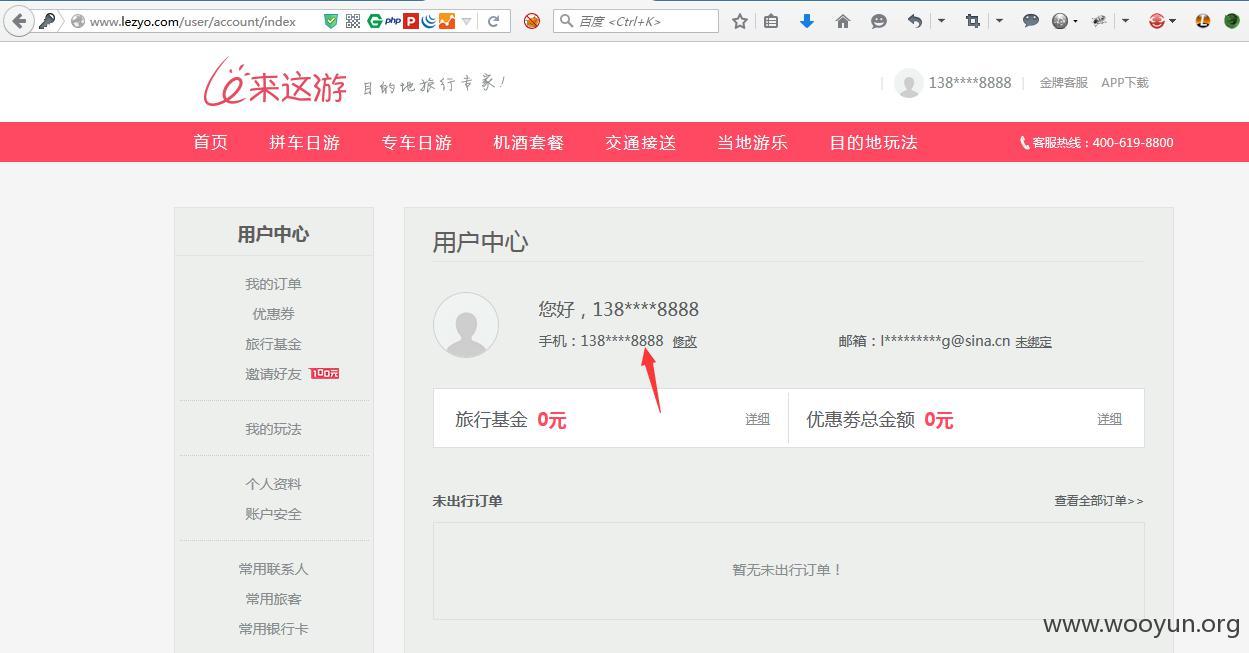 www.lezyo.com/user/account/index
php
百度 <Ctrl+K>
来这游 目的地旅行专家!
138****8888 金牌客服 APP下载
首页 拼车日游 专车日游 机酒套餐 交通接送 当地游乐 目的地玩法 客服热线：400-619-8800
用户中心
我的订单
优惠券
旅行基金
邀请好友 100元
我的玩法
个人资料
账户安全
常用联系人
常用旅客
常用银行卡
用户中心
您好，138****8888
手机：138****8888 修改 邮箱：l*********g@sina.cn 未绑定
旅行基金 0元 详细 优惠券总金额 0元 详细
未出行订单 查看全部订单>>
暂无未出行订单！
www.wooyun.org